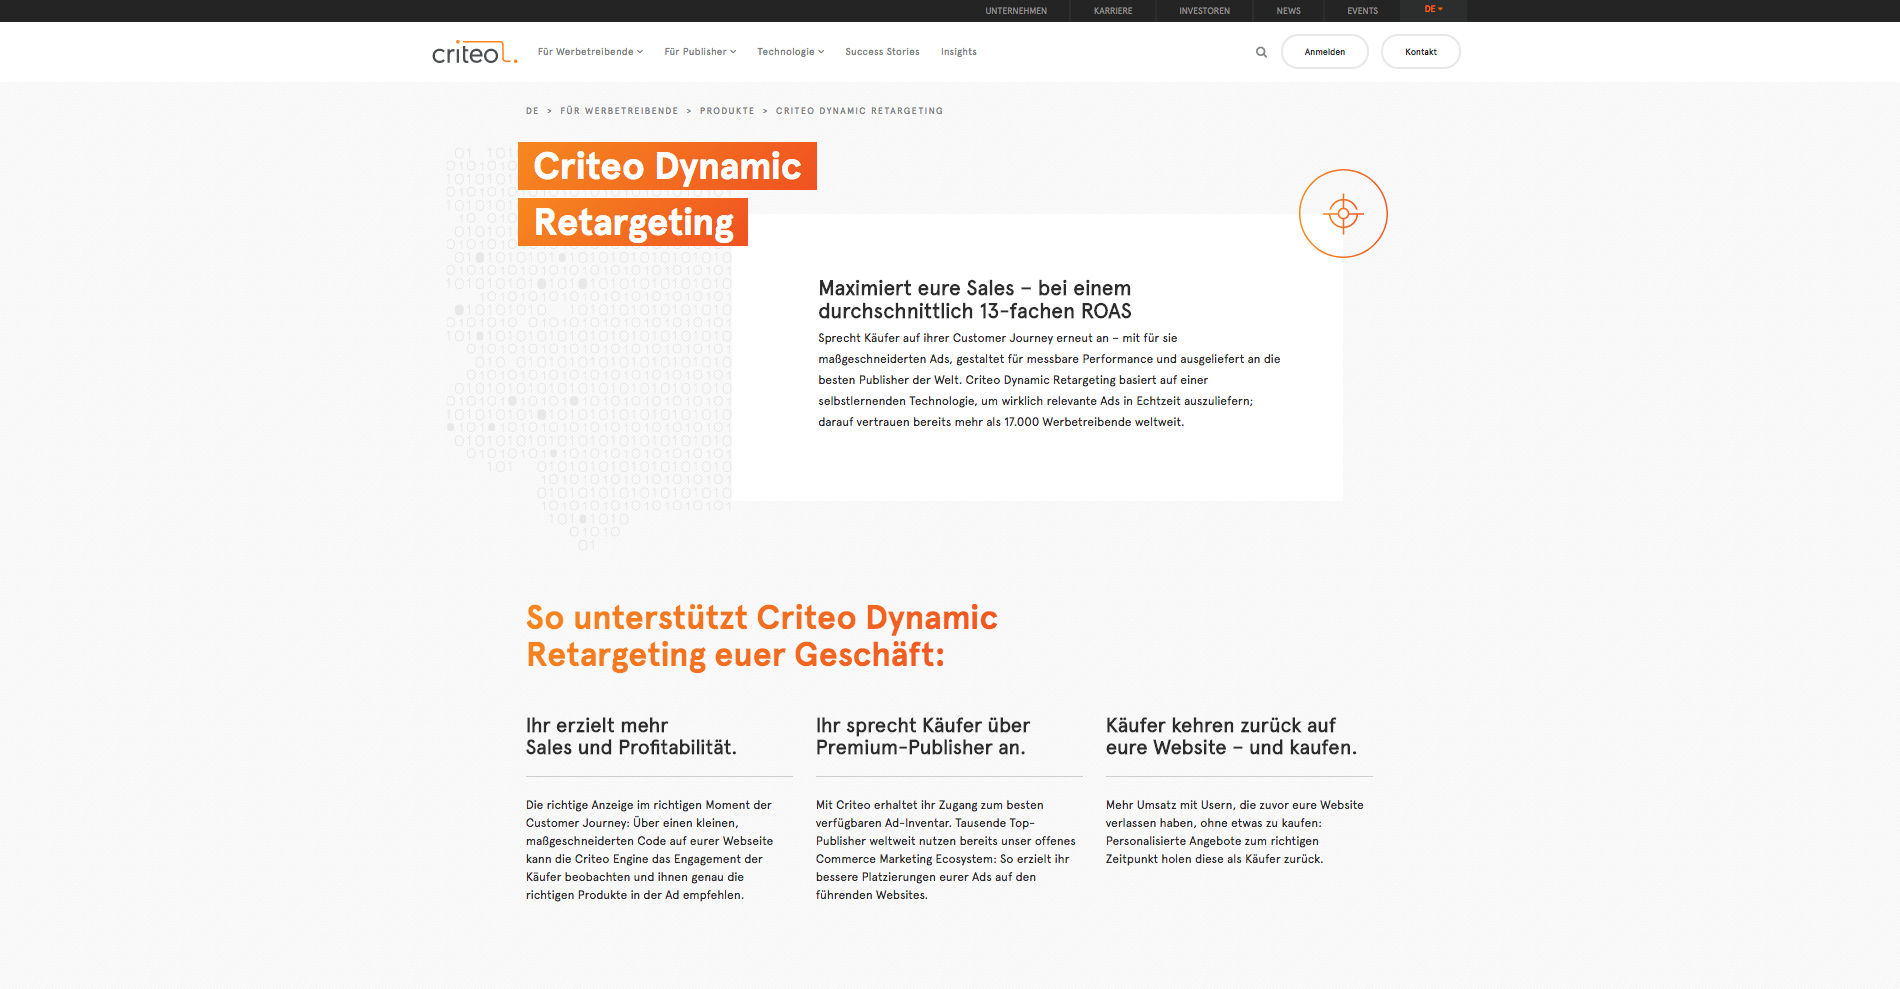 UNTERNEHMEN
KARRIERE
INVESTOREN
NEWS
EVENTS
DE
criteo
Für Werbetreibende
Für Publisher
Technologie
Success Stories
Insights
Anmelden
Kontakt
DE > FÜR WERBETREIBENDE > PRODUKTE > CRITEO DYNAMIC RETARGETING
Criteo Dynamic
Retargeting
Maximiert eure Sales – bei einem
durchschnittlich 13-fachen ROAS
Sprecht Käufer auf ihrer Customer Journey erneut an – mit für sie
maßgeschneiderten Ads, gestaltet für messbare Performance und ausgeliefert an die
besten Publisher der Welt. Criteo Dynamic Retargeting basiert auf einer
selbstlernenden Technologie, um wirklich relevante Ads in Echtzeit auszuliefern;
darauf vertrauen bereits mehr als 17.000 Werbetreibende weltweit.
So unterstützt Criteo Dynamic
Retargeting euer Geschäft:
Ihr erzielt mehr
Sales und Profitabilität.
Die richtige Anzeige im richtigen Moment der
Customer Journey: Über einen kleinen,
maßgeschneiderten Code auf eurer Webseite
kann die Criteo Engine das Engagement der
Käufer beobachten und ihnen genau die
richtigen Produkte in der Ad empfehlen.
Ihr sprecht Käufer über
Premium-Publisher an.
Mit Criteo erhaltet ihr Zugang zum besten
verfügbaren Ad-Inventar. Tausende Top-
Publisher weltweit nutzen bereits unser offenes
Commerce Marketing Ecosystem: So erzielt ihr
bessere Platzierungen eurer Ads auf den
führenden Websites.
Käufer kehren zurück auf
eure Website – und kaufen.
Mehr Umsatz mit Usern, die zuvor eure Website
verlassen haben, ohne etwas zu kaufen:
Personalisierte Angebote zum richtigen
Zeitpunkt holen diese als Käufer zurück.